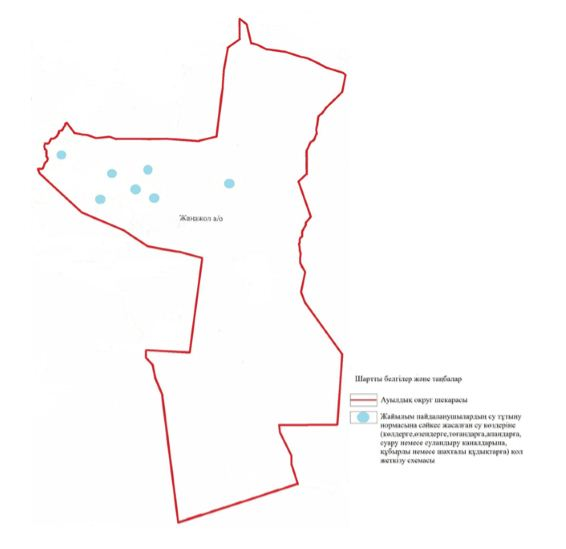 Жанажол а/о
Шартты белгілер және таңбалар
Ауылдық округ шекарасы
Жайылым пайдаланушылардың су тұтыну
нормасына сәйкес жасалған су көздеріне
(көлдерге,өзендерге,тоғандарға,апандарға,
суару немесе суландыру каналдарына,
құбырлы немесе шахталы құдықтарға) қол
жеткізу схемасы